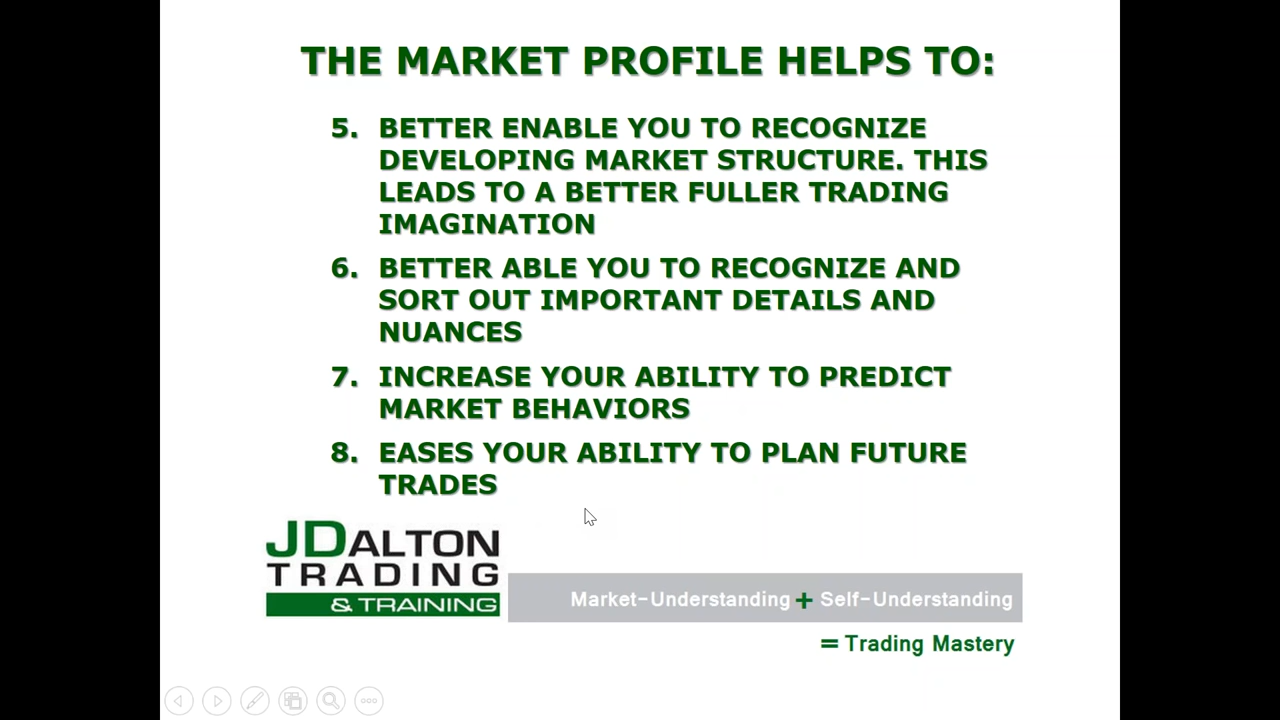 THE MARKET PROFILE HELPS TO:
5. BETTER ENABLE YOU TO RECOGNIZE
DEVELOPING MARKET STRUCTURE. THIS
LEADS TO A BETTER FULLER TRADING
IMAGINATION
6. BETTER ABLE YOU TO RECOGNIZE AND
SORT OUT IMPORTANT DETAILS AND
NUANCES
7. INCREASE YOUR ABILITY TO PREDICT
MARKET BEHAVIORS
8. EASES YOUR ABILITY TO PLAN FUTURE
TRADES
JDALTON
TRADING
& TRAINING
Market-Understanding + Self-Understanding
= Trading Mastery